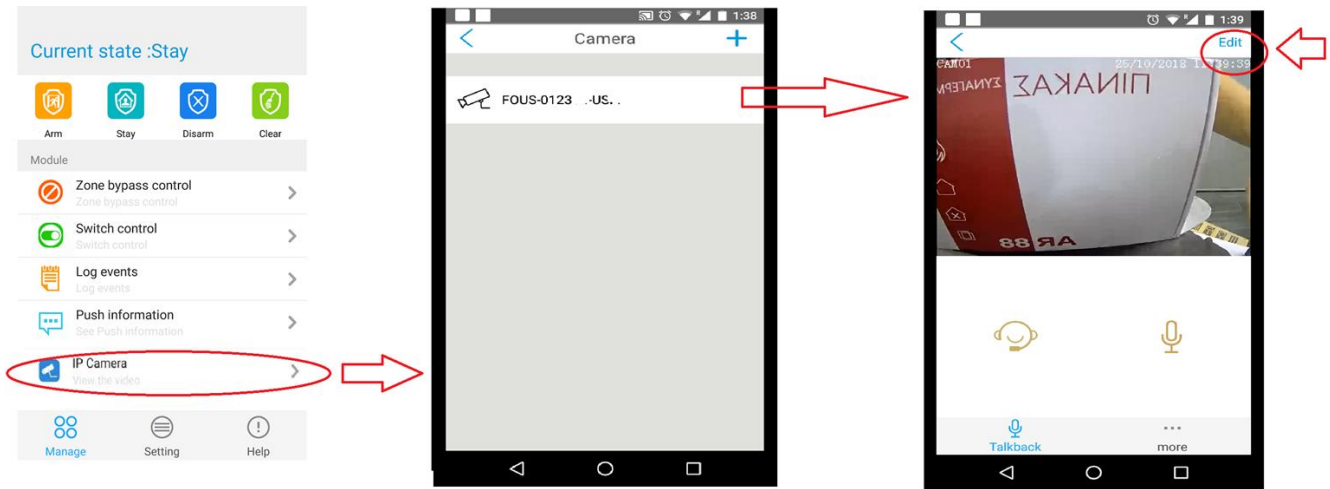 Current state :Stay
Arm
Stay
Disarm
Clear
Module
Zone bypass control
Zone bypass control
Switch control
Switch control
Log events
Log events
Push information
See Push information
IP Camera
View the video
Manage
Setting
Help
1:38
Camera
FOUS-0123 . .-US. .
1:39
Edit
CAM01
25/10/2018
ΠΙΝΑΚΑΣ
ΣΥΝΑΓΕΡΜ
AR 88
Talkback
more